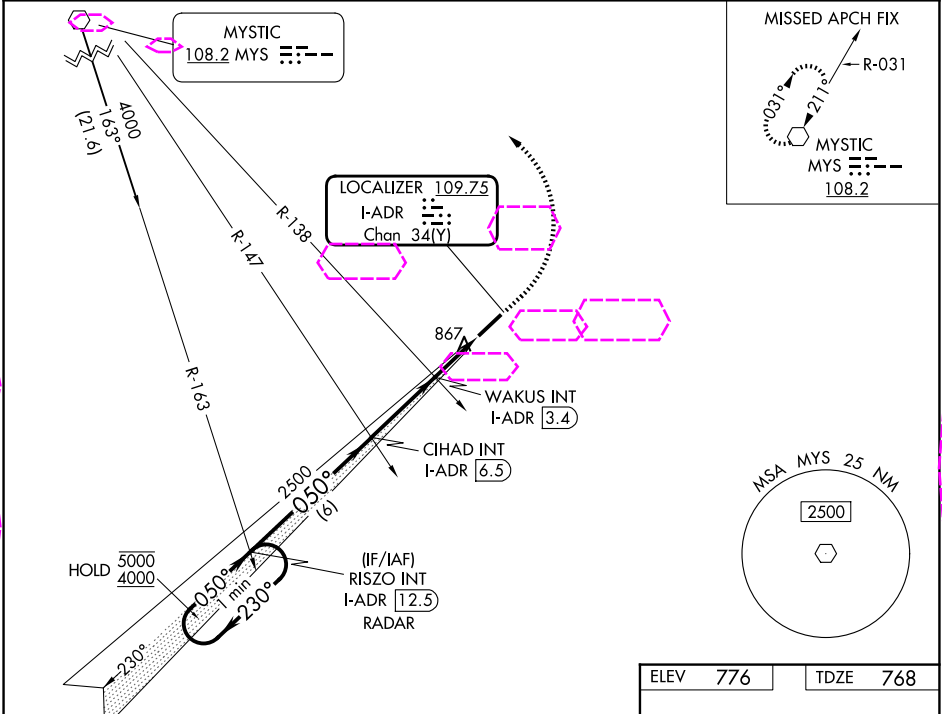 MYSTIC
108.2 MYS
MISSED APCH FIX
R-031
031°
211°
MYSTIC
MYS
108.2
4000
163°
(21.6)
LOCALIZER 109.75
I-ADR
Chan 34(Y)
R-138
R-147
R-163
867
WAKUS INT
I-ADR 3.4
CIHAD INT
I-ADR 6.5
2500
050°
(6)
MSA MYS 25 NM
2500
HOLD 5000
4000
050°
1 min
230°
(IF/IAF)
RISZO INT
I-ADR 12.5
RADAR
230°
ELEV 776
TDZE 768